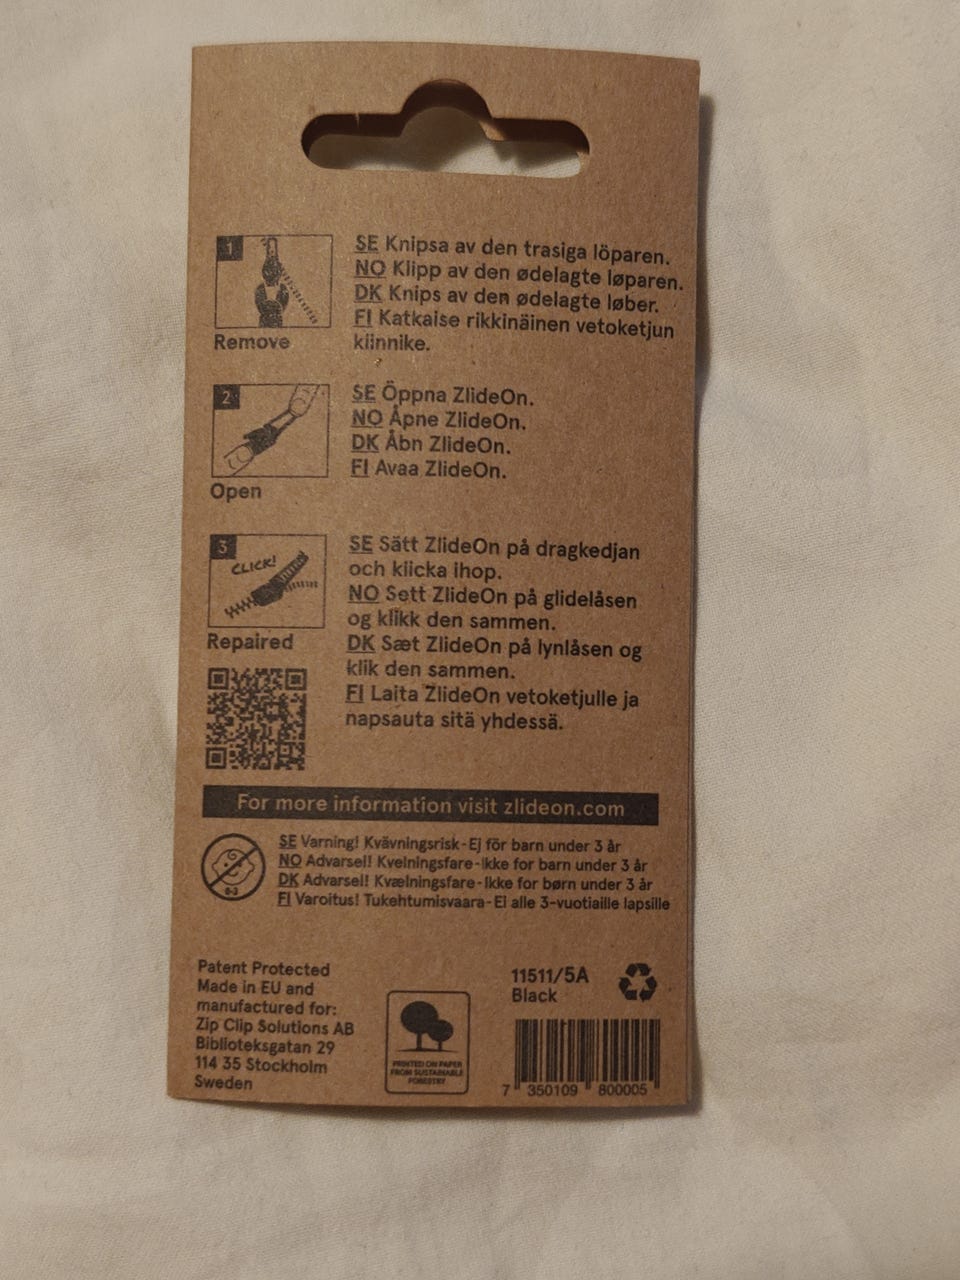 1
Remove
SE Knipsa av den trasiga löparen.
NO Klipp av den ødelagte løparen.
DK Knips av den ødelagte løber.
FI Katkaise rikkinäinen vetoketjun
kiinnike.
2
Open
SE Öppna ZlideOn.
NO Åpne ZlideOn.
DK Åbn ZlideOn.
FI Avaa ZlideOn.
3
CLICK!
Repaired
SE Sätt ZlideOn på dragkedjan
och klicka ihop.
NO Sett ZlideOn på glidelåsen
og klikk den sammen.
DK Sæt ZlideOn på lynlåsen og
klik den sammen.
FI Laita ZlideOn vetoketjulle ja
napsauta sitä yhdessä.
For more information visit zlideon.com
0-3
SE Varning! Kvävningsrisk-Ej för barn under 3 år
NO Advarsel! Kvelningsfare-Ikke for barn under 3 år
DK Advarsel! Kvælningsfare-Ikke for børn under 3 år
FI Varoitus! Tukehtumisvaara-Ei alle 3-vuotiaille lapsille
Patent Protected
Made in EU and
manufactured for:
Zip Clip Solutions AB
Biblioteksgatan 29
114 35 Stockholm
Sweden
PRINTED ON PAPER
FROM SUSTAINABLE
FORESTRY
11511/5A
Black
7 350109 800005